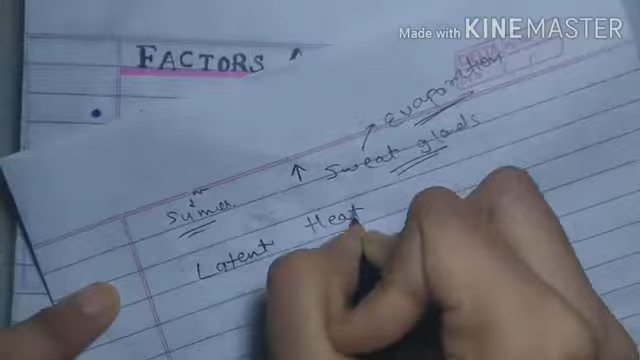 Made with KINEMASTER
FACTORS ↑
↗ Evaporation
↑ Sweat glands
Summer
Latent Heat